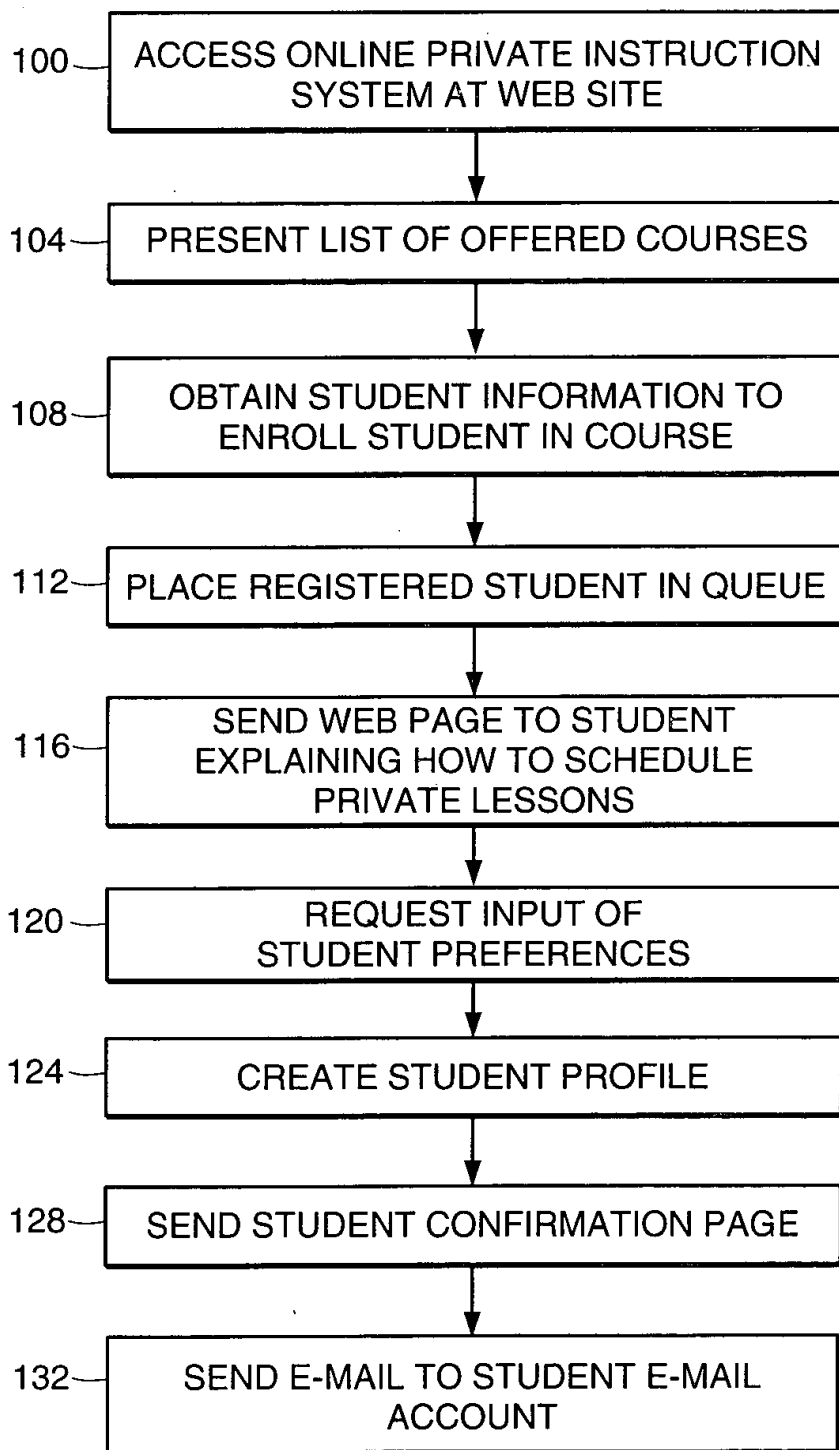 100
ACCESS ONLINE PRIVATE INSTRUCTION
SYSTEM AT WEB SITE
104
PRESENT LIST OF OFFERED COURSES
108
OBTAIN STUDENT INFORMATION TO
ENROLL STUDENT IN COURSE
112
PLACE REGISTERED STUDENT IN QUEUE
116
SEND WEB PAGE TO STUDENT
EXPLAINING HOW TO SCHEDULE
PRIVATE LESSONS
120
REQUEST INPUT OF
STUDENT PREFERENCES
124
CREATE STUDENT PROFILE
128
SEND STUDENT CONFIRMATION PAGE
132
SEND E-MAIL TO STUDENT E-MAIL
ACCOUNT